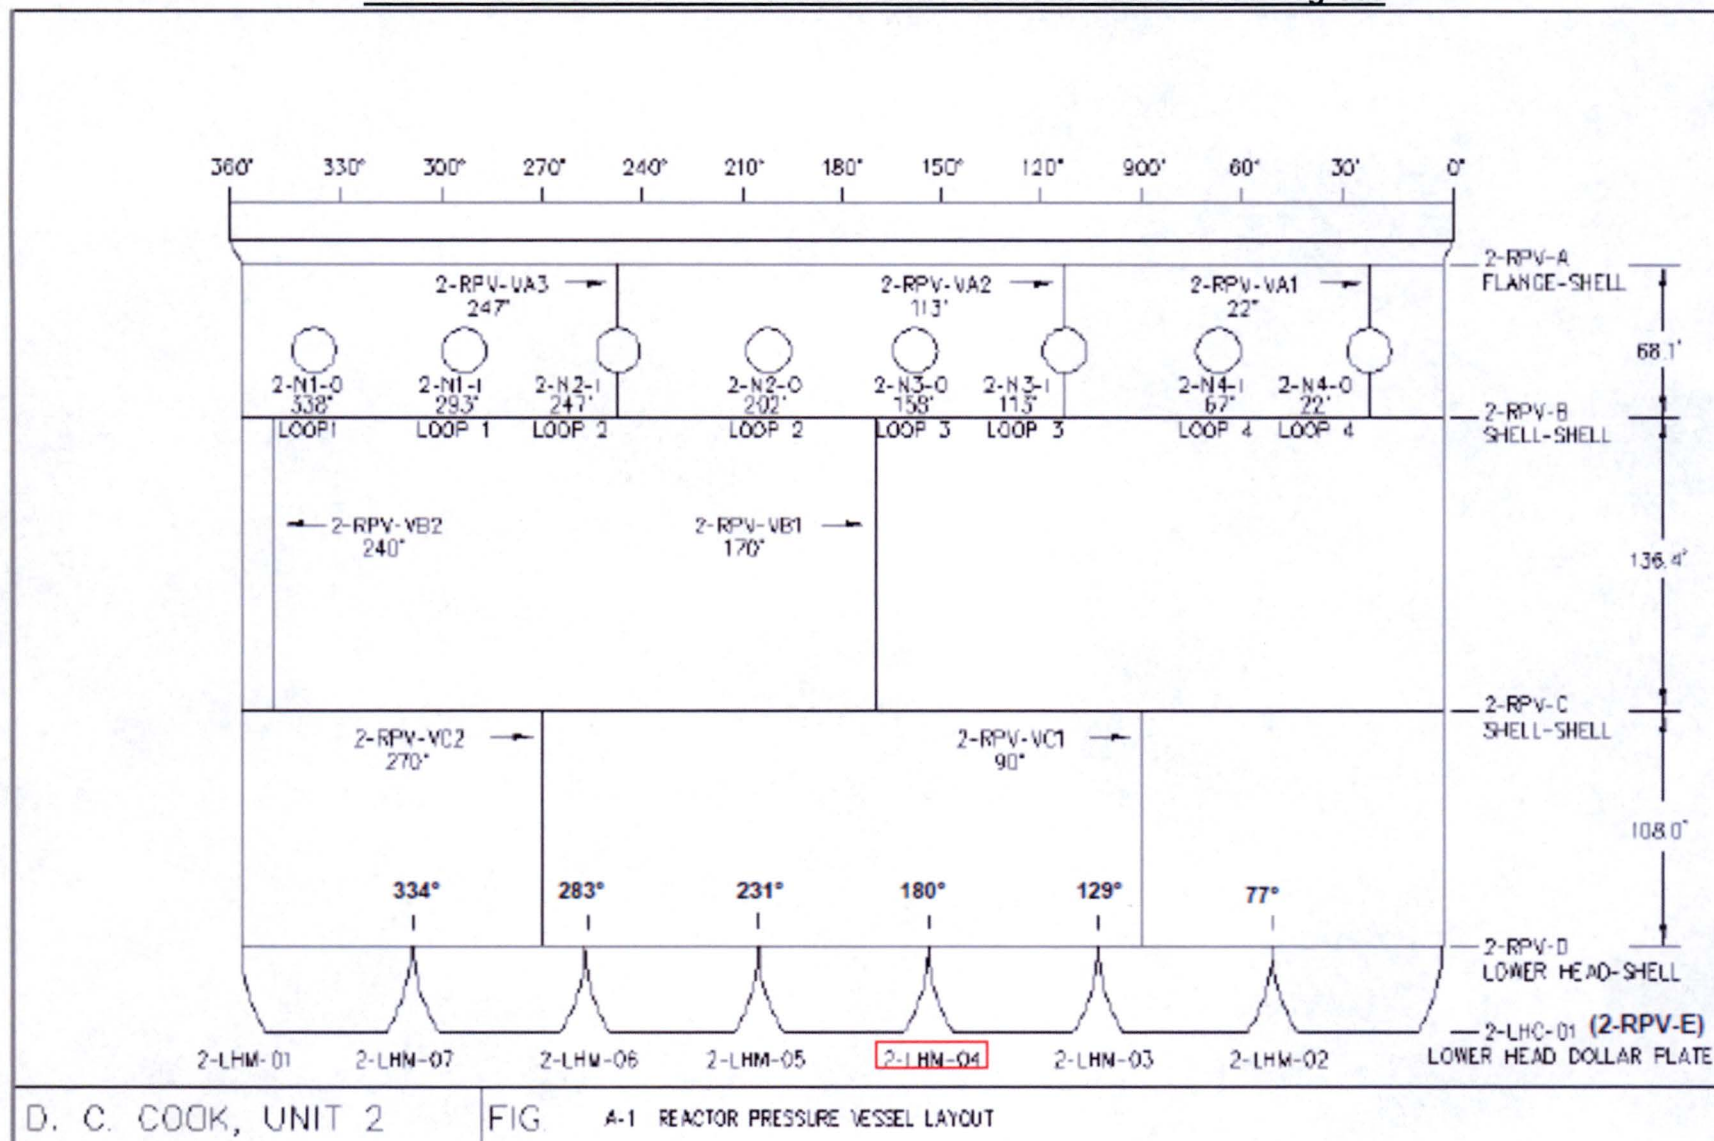 360° 330° 300° 270° 240° 210° 180° 150° 120° 900° 60° 30° 0°
2-RPV-A
FLANGE-SHELL
2-RPV-VA3
247°
2-RPV-VA2
113°
2-RPV-VA1
22°
68.1"
2-N1-O
338°
LOOP 1
2-N1-I
293°
LOOP 1
2-N2-I
247°
LOOP 2
2-N2-O
202°
LOOP 2
2-N3-O
158°
LOOP 3
2-N3-I
113°
LOOP 3
2-N4-I
67°
LOOP 4
2-N4-O
22°
LOOP 4
2-RPV-B
SHELL-SHELL
2-RPV-VB2
240°
2-RPV-VB1
170°
136.4"
2-RPV-C
SHELL-SHELL
2-RPV-VC2
270°
2-RPV-VC1
90°
108.0"
334° 283° 231° 180° 129° 77°
2-RPV-D
LOWER HEAD-SHELL
2-LHC-01 (2-RPV-E)
LOWER HEAD DOLLAR PLATE
2-LHM-01 2-LHM-07 2-LHM-06 2-LHM-05 2-LHM-04 2-LHM-03 2-LHM-02
D. C. COOK, UNIT 2
FIG. A-1 REACTOR PRESSURE VESSEL LAYOUT